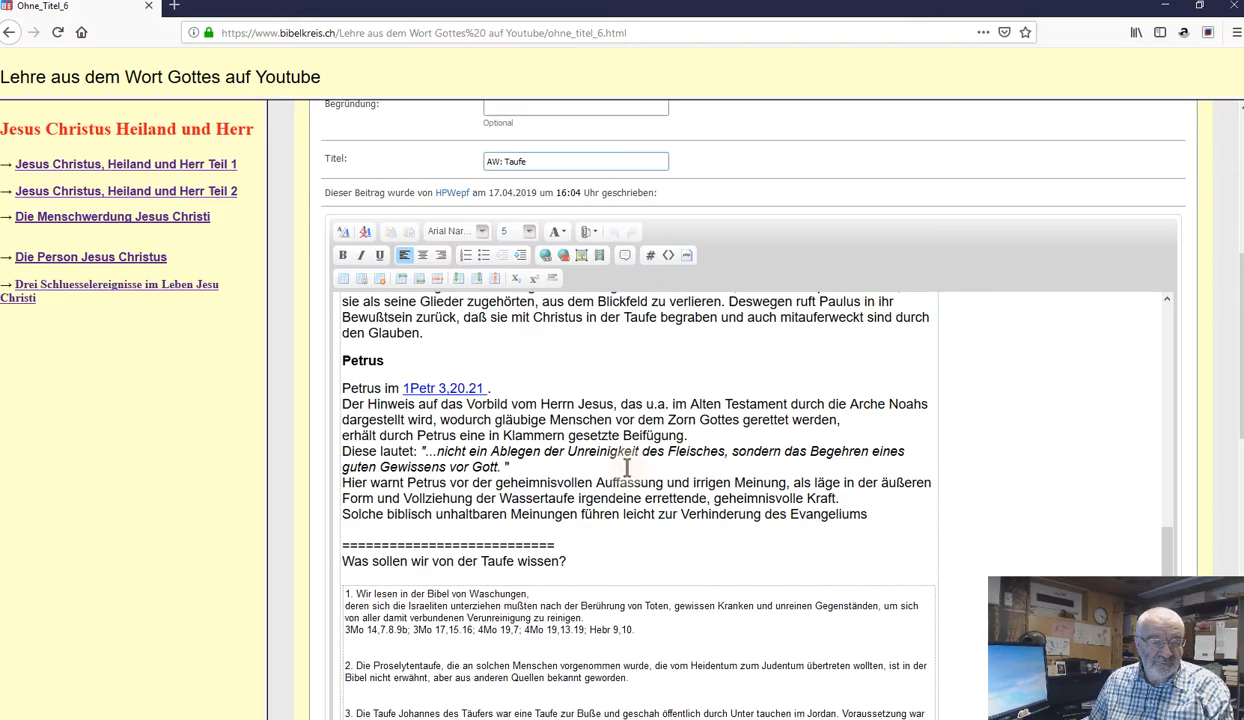 Ohne_Titel_6
https://www.bibelkreis.ch/Lehre aus dem Wort Gottes%20 auf Youtube/ohne_titel_6.html
Lehre aus dem Wort Gottes auf Youtube
Jesus Christus Heiland und Herr
→ Jesus Christus, Heiland und Herr Teil 1
→ Jesus Christus, Heiland und Herr Teil 2
→ Die Menschwerdung Jesus Christi
→ Die Person Jesus Christus
→ Drei Schluesselereignisse im Leben Jesu
Christi
Begründung:
Optional
Titel:
AW: Taufe
Dieser Beitrag wurde von HPWepf am 17.04.2019 um 16:04 Uhr geschrieben:
Arial Nar...
5
sie als seine Glieder zugehörten, aus dem Blickfeld zu verlieren. Deswegen ruft Paulus in ihr
Bewußtsein zurück, daß sie mit Christus in der Taufe begraben und auch mitauferweckt sind durch
den Glauben.
Petrus
Petrus im 1Petr 3,20.21 .
Der Hinweis auf das Vorbild vom Herrn Jesus, das u.a. im Alten Testament durch die Arche Noahs
dargestellt wird, wodurch gläubige Menschen vor dem Zorn Gottes gerettet werden,
erhält durch Petrus eine in Klammern gesetzte Beifügung.
Diese lautet: "...nicht ein Ablegen der Unreinigkeit des Fleisches, sondern das Begehren eines
guten Gewissens vor Gott. "
Hier warnt Petrus vor der geheimnisvollen Auffassung und irrigen Meinung, als läge in der äußeren
Form und Vollziehung der Wassertaufe irgendeine errettende, geheimnisvolle Kraft.
Solche biblisch unhaltbaren Meinungen führen leicht zur Verhinderung des Evangeliums
===========================
Was sollen wir von der Taufe wissen?
1. Wir lesen in der Bibel von Waschungen,
deren sich die Israeliten unterziehen mußten nach der Berührung von Toten, gewissen Kranken und unreinen Gegenständen, um sich
von aller damit verbundenen Verunreinigung zu reinigen.
3Mo 14,7.8.9b; 3Mo 17,15.16; 4Mo 19,7; 4Mo 19,13.19; Hebr 9,10.
2. Die Proselytentaufe, die an solchen Menschen vorgenommen wurde, die vom Heidentum zum Judentum übertreten wollten, ist in der
Bibel nicht erwähnt, aber aus anderen Quellen bekannt geworden.
3. Die Taufe Johannes des Täufers war eine Taufe zur Buße und geschah öffentlich durch Unter tauchen im Jordan. Voraussetzung war